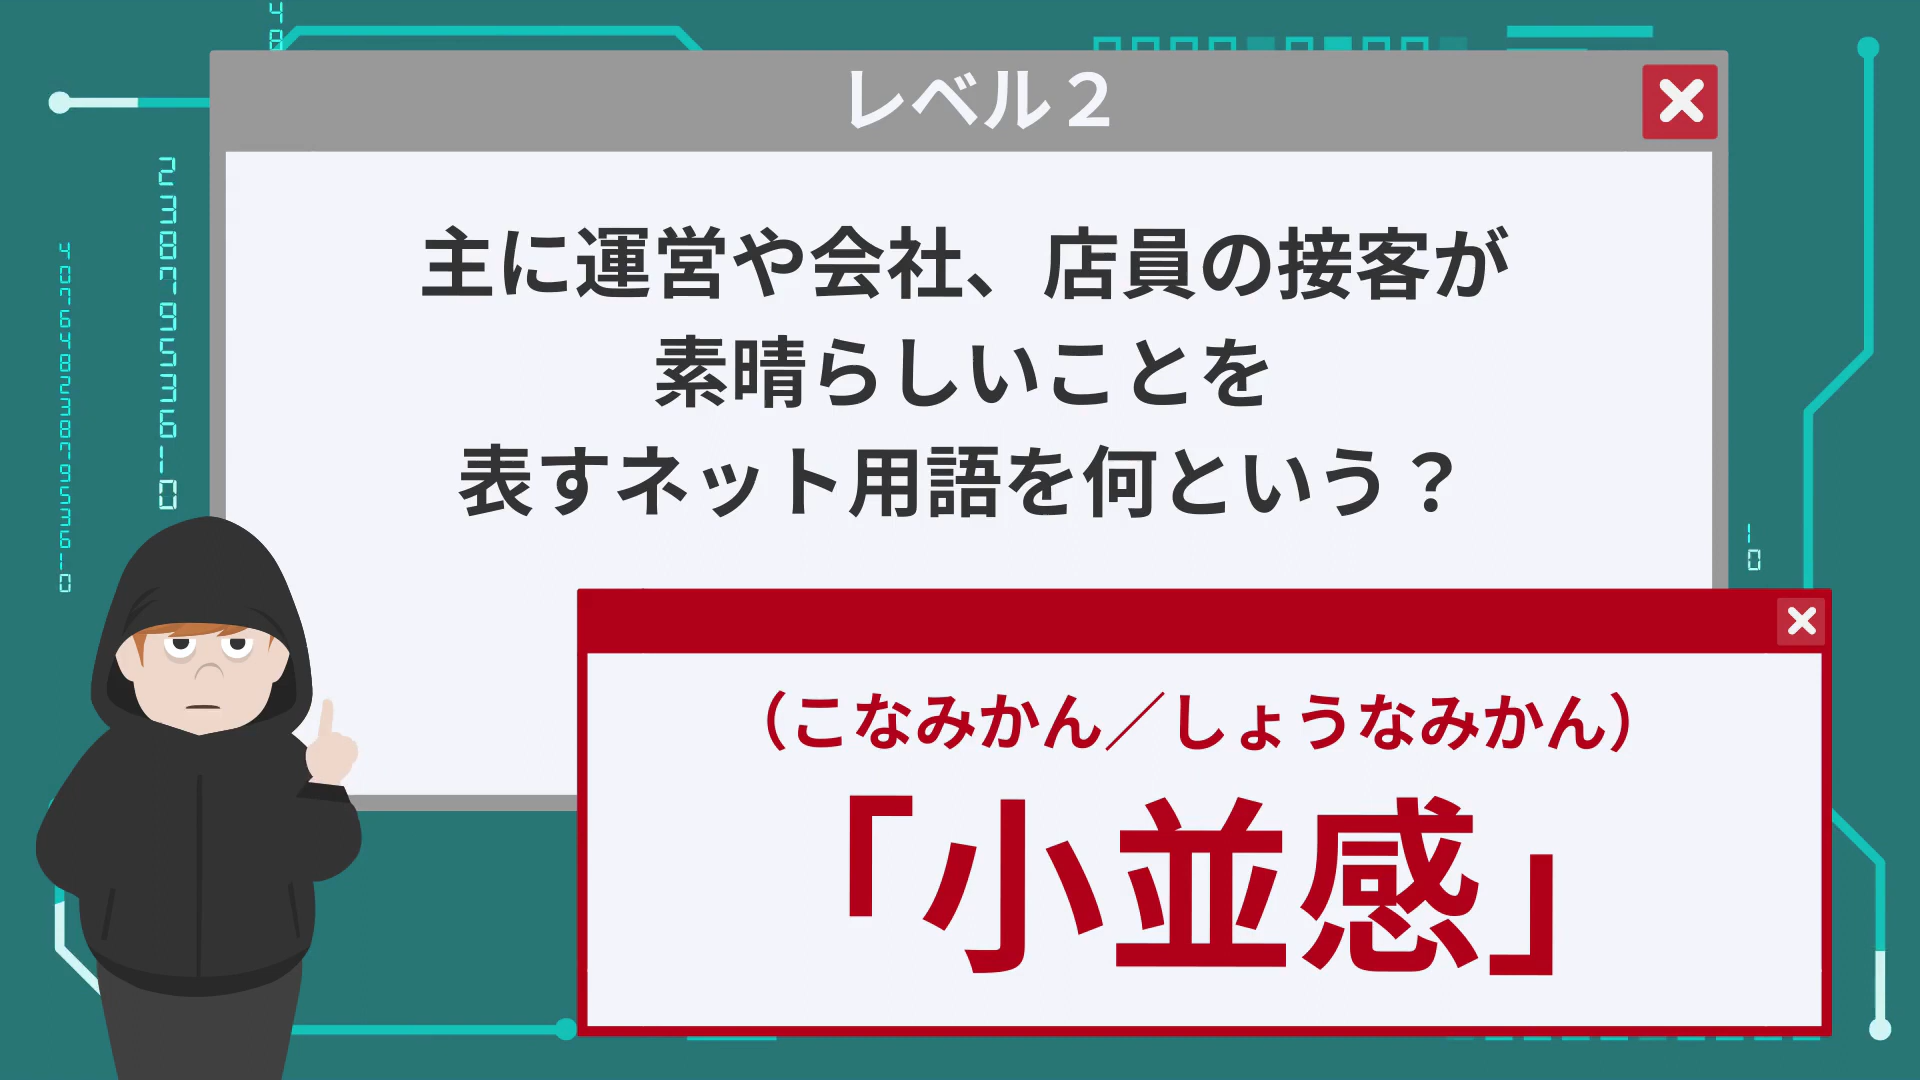 レベル２
主に運営や会社、店員の接客が
素晴らしいことを
表すネット用語を何という？
（こなみかん／しょうなみかん）
「小並感」